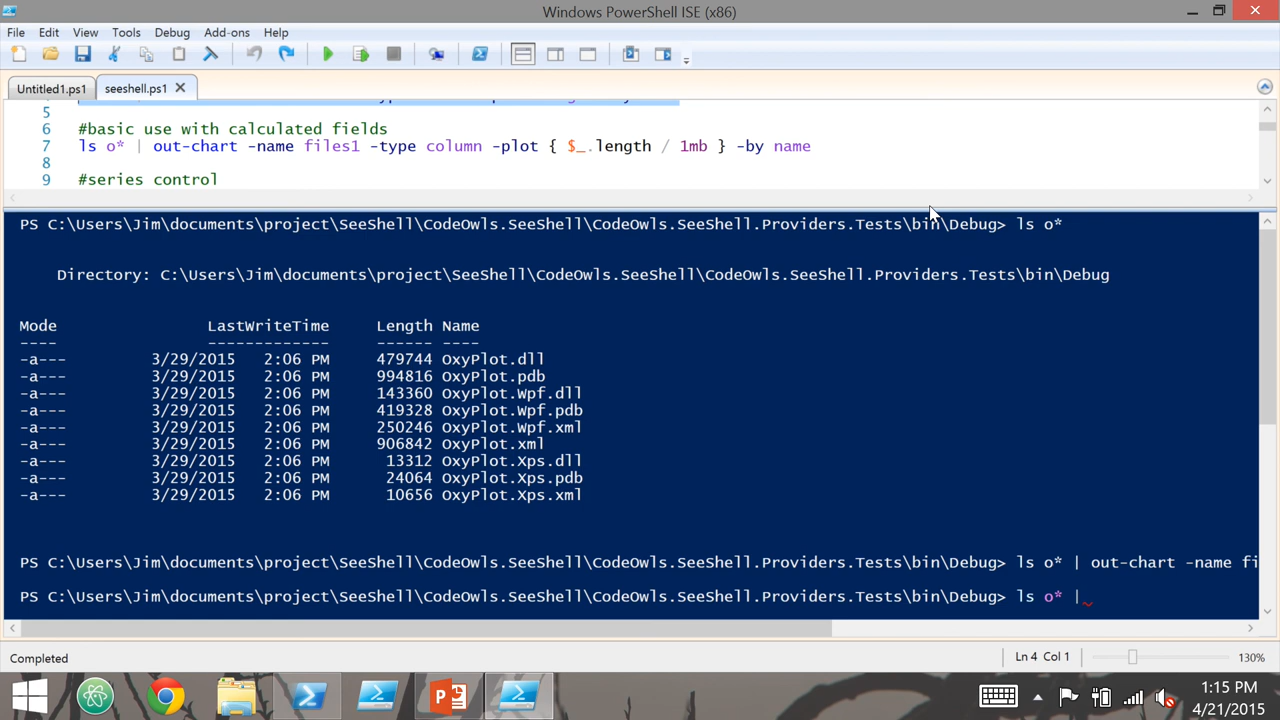 Windows PowerShell ISE (x86)
File Edit View Tools Debug Add-ons Help
Untitled1.ps1 seeshell.ps1
5
6 #basic use with calculated fields
7 ls o* | out-chart -name files1 -type column -plot { $_.length / 1mb } -by name
8
9 #series control
PS C:\Users\Jim\documents\project\SeeShell\CodeOwls.SeeShell\CodeOwls.SeeShell.Providers.Tests\bin\Debug> ls o*
Directory: C:\Users\Jim\documents\project\SeeShell\CodeOwls.SeeShell\CodeOwls.SeeShell.Providers.Tests\bin\Debug
Mode LastWriteTime Length Name
---- ------------- ------ ----
-a--- 3/29/2015 2:06 PM 479744 OxyPlot.dll
-a--- 3/29/2015 2:06 PM 994816 OxyPlot.pdb
-a--- 3/29/2015 2:06 PM 143360 OxyPlot.Wpf.dll
-a--- 3/29/2015 2:06 PM 419328 OxyPlot.Wpf.pdb
-a--- 3/29/2015 2:06 PM 250246 OxyPlot.Wpf.xml
-a--- 3/29/2015 2:06 PM 906842 OxyPlot.xml
-a--- 3/29/2015 2:06 PM 13312 OxyPlot.Xps.dll
-a--- 3/29/2015 2:06 PM 24064 OxyPlot.Xps.pdb
-a--- 3/29/2015 2:06 PM 10656 OxyPlot.Xps.xml
PS C:\Users\Jim\documents\project\SeeShell\CodeOwls.SeeShell\CodeOwls.SeeShell.Providers.Tests\bin\Debug> ls o* | out-chart -name fi
PS C:\Users\Jim\documents\project\SeeShell\CodeOwls.SeeShell\CodeOwls.SeeShell.Providers.Tests\bin\Debug> ls o* |
Completed Ln 4 Col 1 130%
1:15 PM
4/21/2015